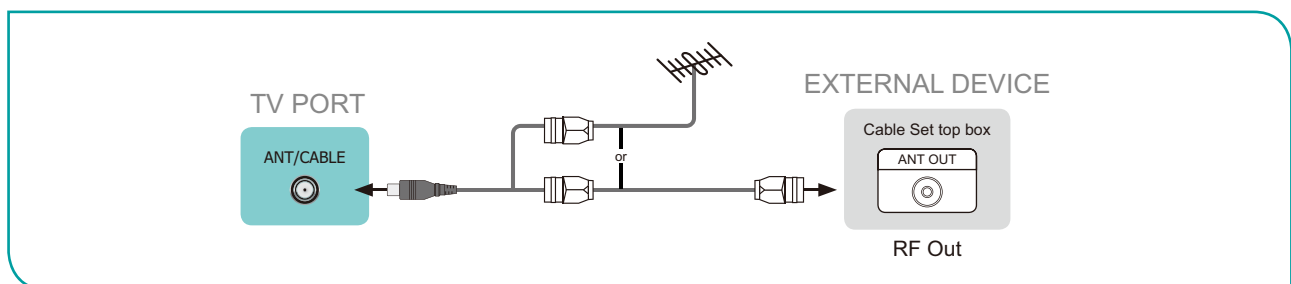 TV PORT
ANT/CABLE
or
EXTERNAL DEVICE
Cable Set top box
ANT OUT
RF Out